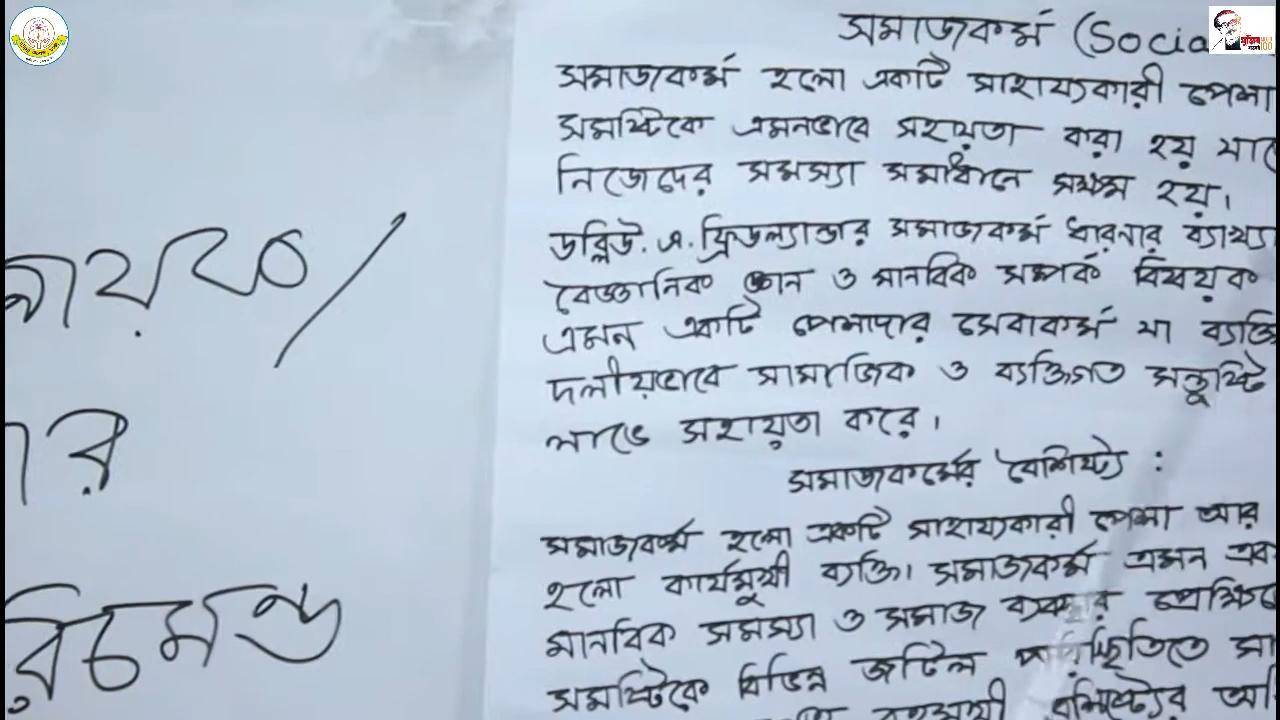 সমাজকর্ম (Socia
সমাজকর্ম হলো একটি সাহায্যকারী পেশা
সমষ্টিকে এমনভাবে সহায়তা করা হয় যাতে
নিজেদের সমস্যা সমাধানে সক্ষম হয়।
ডব্লিউ. এ. ফ্রিডল্যান্ডার সমাজকর্ম ধারনার ব্যাখ্যা
বৈজ্ঞানিক জ্ঞান ও মানবিক সম্পর্ক বিষয়ক
এমন একটি পেশাদার সেবাকর্ম যা ব্যক্তি
দলীয়ভাবে সামাজিক ও ব্যক্তিগত সন্তুষ্টি
লাভে সহায়তা করে।
সমাজকর্মের বৈশিষ্ট্য :
সমাজকর্ম হলো একটি সাহায্যকারী পেশা আর
হলো কার্যমুখী ব্যক্তি। সমাজকর্ম এমন এক
মানবিক সমস্যা ও সমাজ ব্যবস্থার প্রেক্ষিতে
সমষ্টিকে বিভিন্ন জটিল পরিস্থিতিতে সা
বৈশিষ্ট্যের
রিমেন্ড